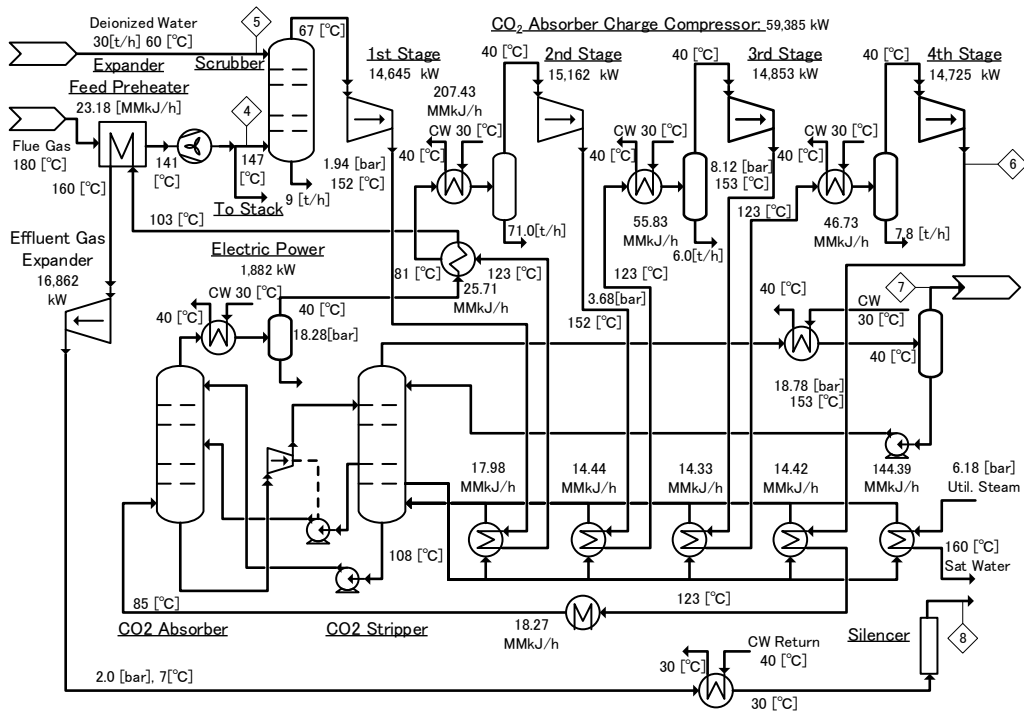 Deionized Water
30[t/h] 60 [℃]
5
67 [℃]
CO₂ Absorber Charge Compressor: 59,385 kW
Expander
Feed Preheater
Scrubber
23.18 [MMkJ/h]
4
Flue Gas
180 [℃]
141
[℃]
147
[℃]
160 [℃]
9 [t/h]
To Stack
103 [℃]
1st Stage
14,645 kW
207.43
MMkJ/h
CW 30 [℃]
40 [℃]
40 [℃]
1.94 [bar]
152 [℃]
71.0[t/h]
2nd Stage
15,162 kW
CW 30 [℃]
40 [℃]
40 [℃]
55.83
MMkJ/h
6.0[t/h]
3rd Stage
14,853 kW
8.12 [bar]
153 [℃]
CW 30 [℃]
40 [℃]
40 [℃]
123 [℃]
46.73
MMkJ/h
7.8 [t/h]
4th Stage
14,725 kW
6
Effluent Gas
Expander
16,862
kW
Electric Power
1,882 kW
81 [℃]
123 [℃]
25.71
MMkJ/h
123 [℃]
3.68[bar]
152 [℃]
CW 30 [℃]
40 [℃]
40 [℃]
18.28[bar]
40 [℃]
CW
30 [℃]
7
40 [℃]
18.78 [bar]
153 [℃]
17.98
MMkJ/h
14.44
MMkJ/h
14.33
MMkJ/h
14.42
MMkJ/h
144.39
MMkJ/h
6.18 [bar]
Util. Steam
160 [℃]
Sat Water
108 [℃]
85 [℃]
123 [℃]
CO2 Absorber
CO2 Stripper
18.27
MMkJ/h
Silencer
8
CW Return
40 [℃]
30 [℃]
2.0 [bar], 7[℃]
30 [℃]